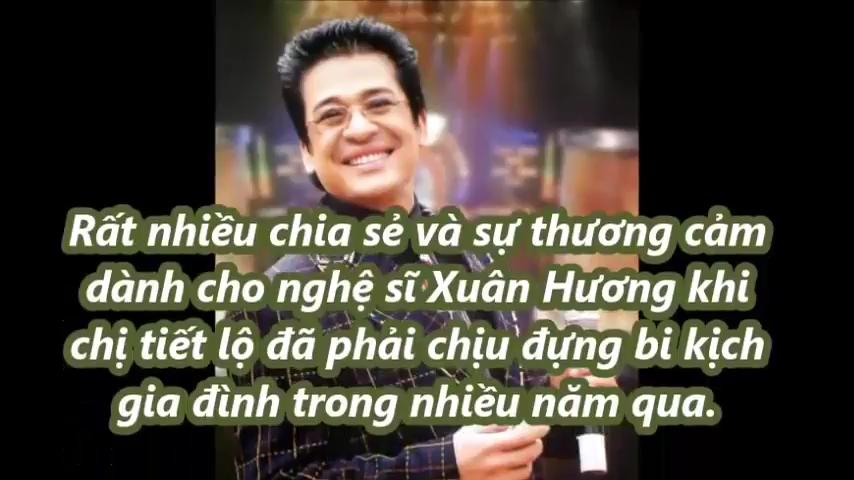 Rất nhiều chia sẻ và sự thương cảm
dành cho nghệ sĩ Xuân Hương khi
chị tiết lộ đã phải chịu đựng bi kịch
gia đình trong nhiều năm qua.